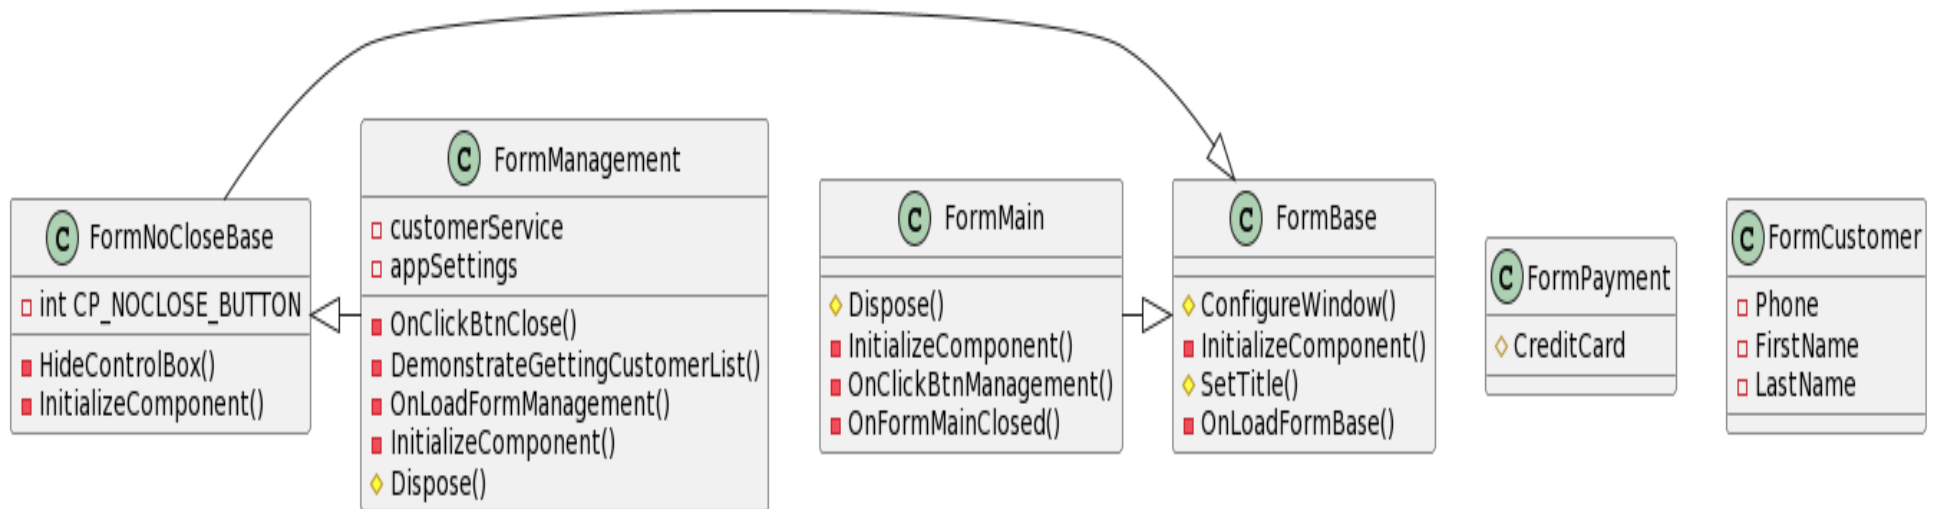 C FormNoCloseBase
int CP_NOCLOSE_BUTTON
HideControlBox()
InitializeComponent()
C FormManagement
customerService
appSettings
OnClickBtnClose()
DemonstrateGettingCustomerList()
OnLoadFormManagement()
InitializeComponent()
Dispose()
C FormMain
Dispose()
InitializeComponent()
OnClickBtnManagement()
OnFormMainClosed()
C FormBase
ConfigureWindow()
InitializeComponent()
SetTitle()
OnLoadFormBase()
C FormPayment
CreditCard
C FormCustomer
Phone
FirstName
LastName